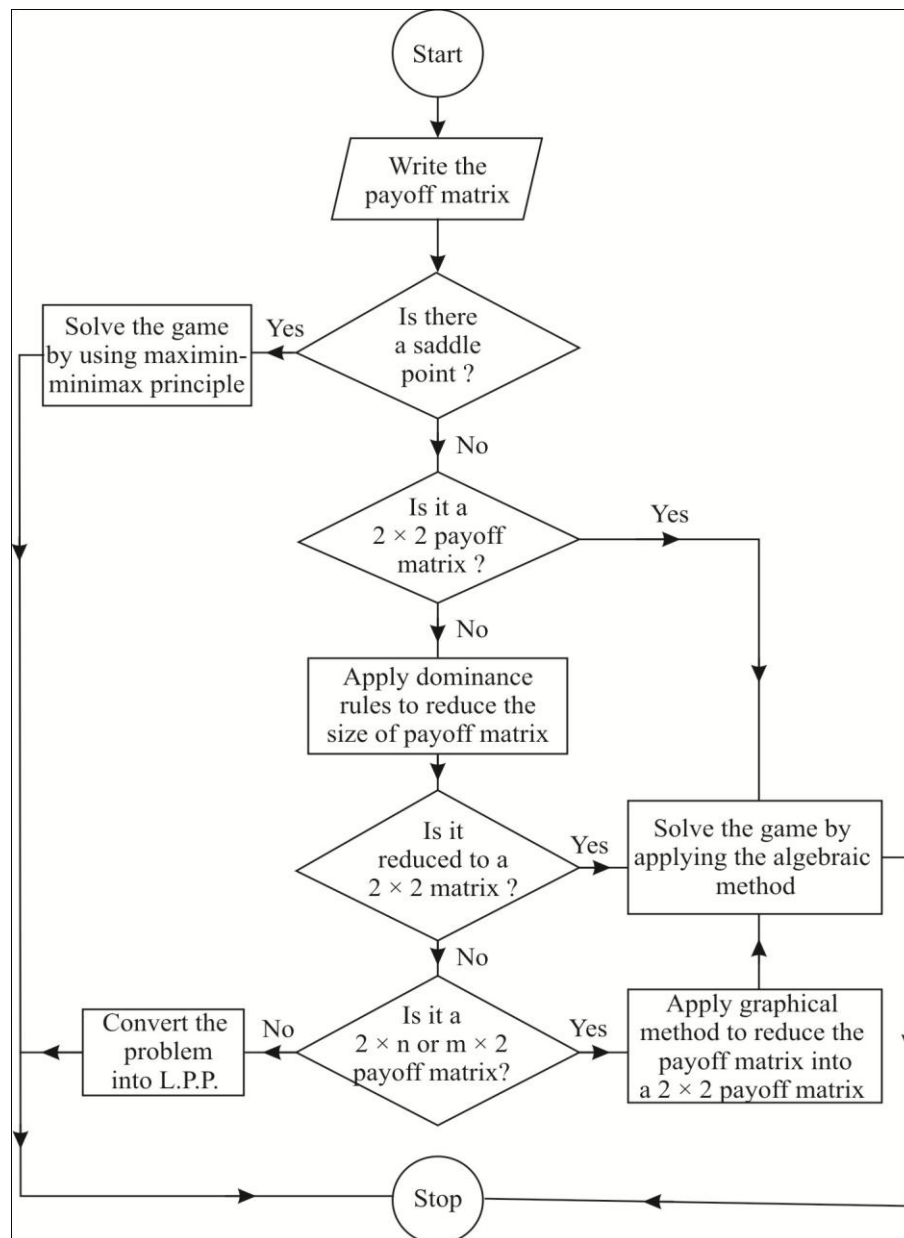 Start
Write the
payoff matrix
Is there
a saddle
point ?
Yes
Solve the game
by using maximin-
minimax principle
No
Is it a
2 × 2 payoff
matrix ?
Yes
No
Apply dominance
rules to reduce the
size of payoff matrix
Is it
reduced to a
2 × 2 matrix ?
Yes
Solve the game by
applying the algebraic
method
No
Is it a
2 × n or m × 2
payoff matrix?
No
Convert the
problem
into L.P.P.
Yes
Apply graphical
method to reduce the
payoff matrix into
a 2 × 2 payoff matrix
Stop